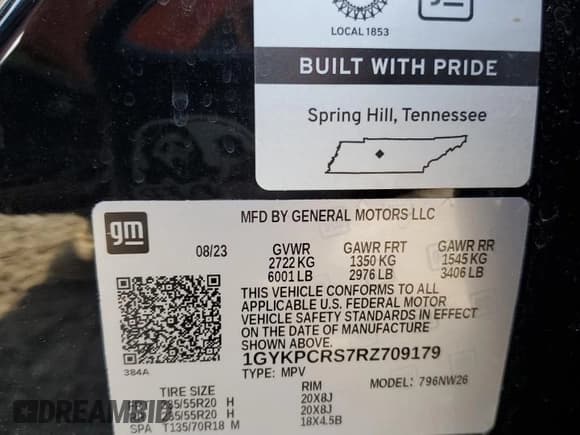 LOCAL 1853
BUILT WITH PRIDE
Spring Hill, Tennessee
gm
MFD BY GENERAL MOTORS LLC
08/23 GVWR GAWR FRT GAWR RR
2722 KG 1350 KG 1545 KG
6001 LB 2976 LB 3406 LB
THIS VEHICLE CONFORMS TO ALL
APPLICABLE U.S. FEDERAL MOTOR
VEHICLE SAFETY STANDARDS IN EFFECT
ON THE DATE OF MANUFACTURE
SHOWN ABOVE.
1GYKPCRS7RZ709179
384A
TYPE: MPV MODEL: 796NW26
TIRE SIZE RIM
55R20 H 20X8J
55R20 H 20X8J
SPA T135/70R18 M 18X4.5B
DREAMBID